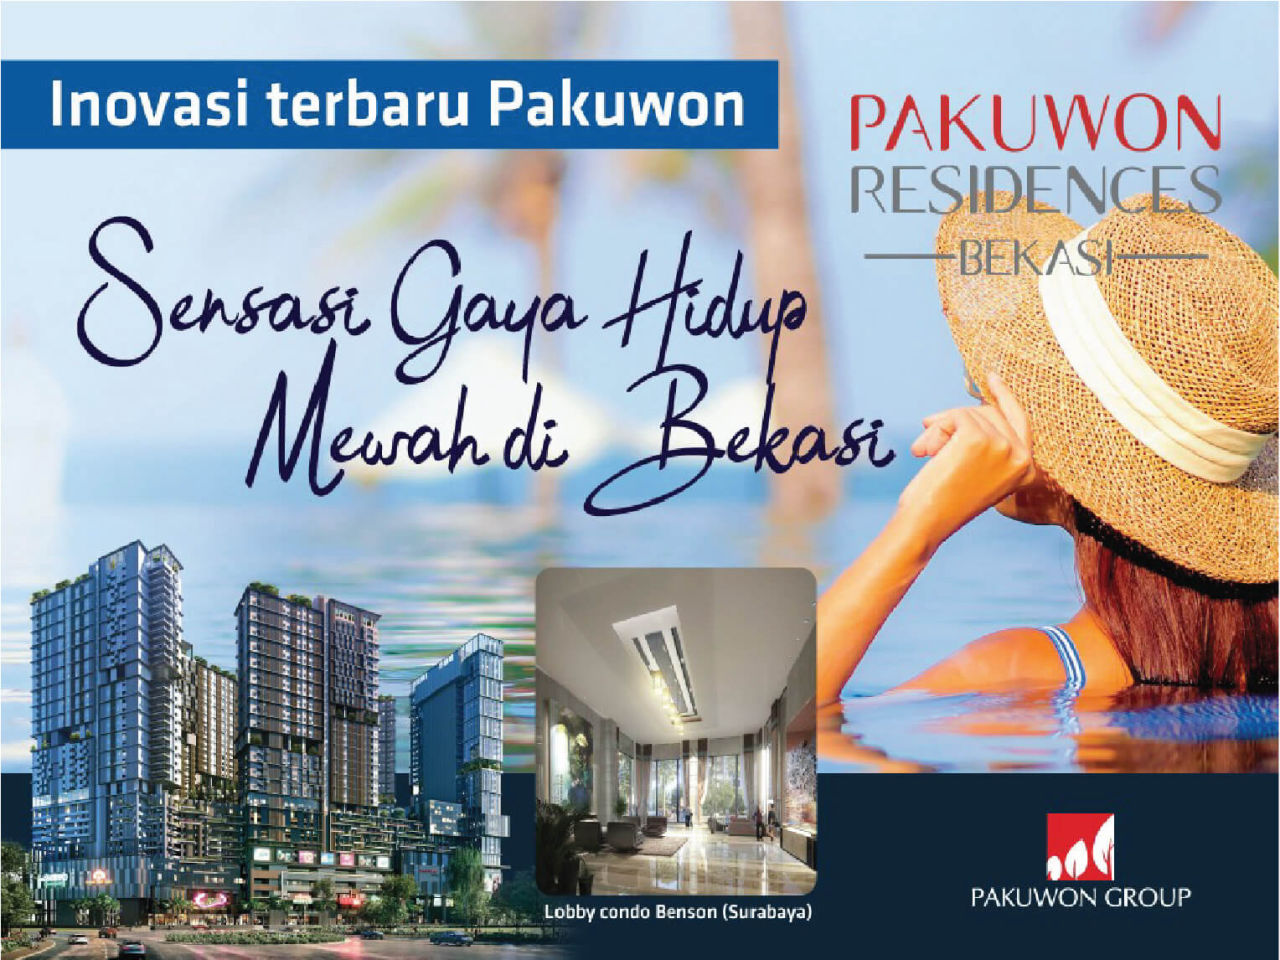 Inovasi terbaru Pakuwon
PAKUWON
RESIDENCES
BEKASI
Sensasi Gaya Hidup
Mewah di Bekasi
Lobby condo Benson (Surabaya)
PAKUWON GROUP